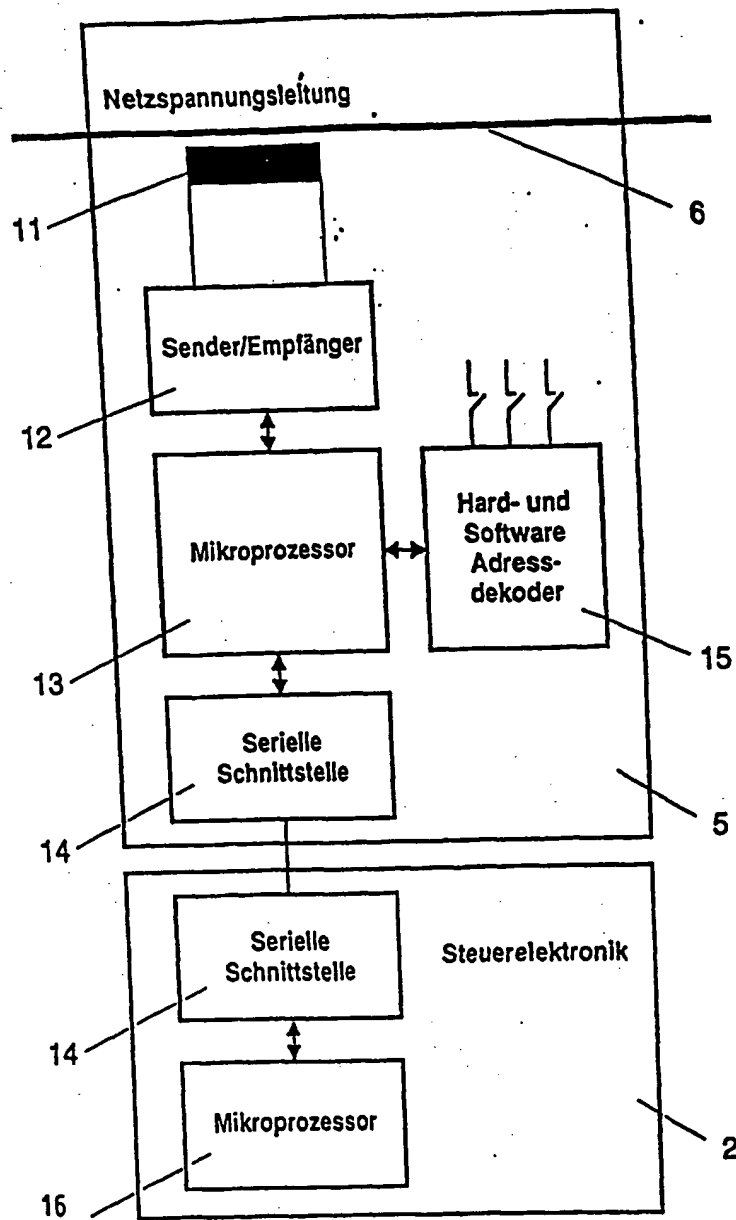 Netzspannungsleitung
11
6
Sender/Empfänger
12
Mikroprozessor
Hard- und
Software
Adress-
dekoder
13
15
Serielle
Schnittstelle
14
5
Serielle
Schnittstelle
Steuerelektronik
14
Mikroprozessor
16
2